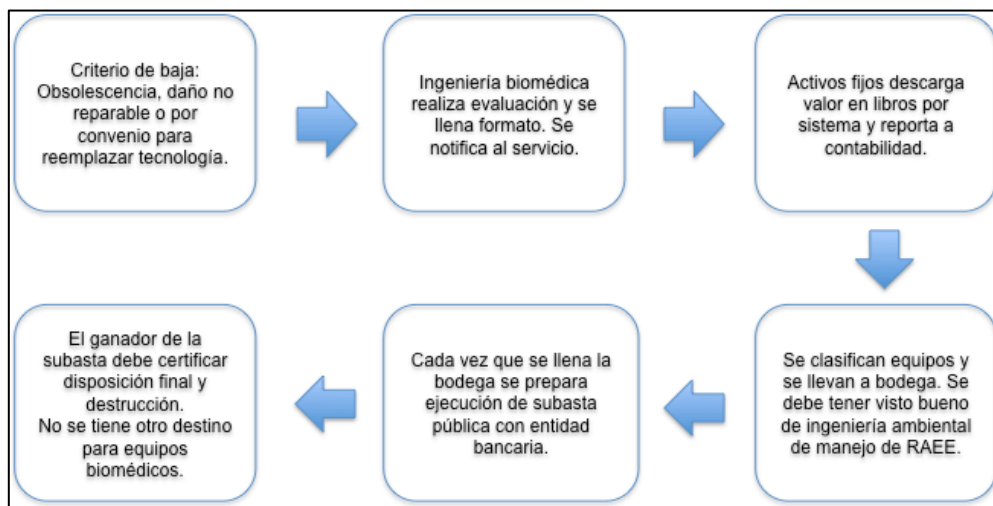 Criterio de baja:
Obsolescencia, daño no
reparable o por
convenio para
reemplazar tecnología.
Ingeniería biomédica
realiza evaluación y se
llena formato. Se
notifica al servicio.
Activos fijos descarga
valor en libros por
sistema y reporta a
contabilidad.
Se clasifican equipos y
se llevan a bodega. Se
debe tener visto bueno
de ingeniería ambiental
de manejo de RAEE.
Cada vez que se llena la
bodega se prepara
ejecución de subasta
pública con entidad
bancaria.
El ganador de la
subasta debe certificar
disposición final y
destrucción.
No se tiene otro destino
para equipos
biomédicos.